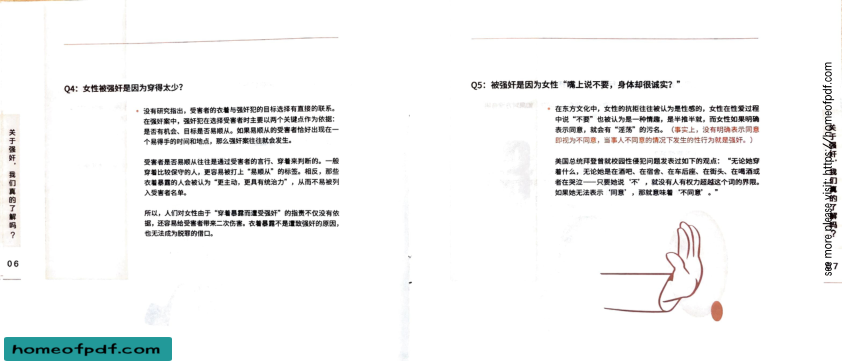 Q4：女性被强奸是因为穿得太少？
没有研究指出，受害者的衣着与强奸犯的目标选择有直接的联系。
在强奸案中，强奸犯在选择受害者时主要以两个关键点作为依据：
是否有机会、目标是否易顺从。如果易顺从的受害者恰好出现在一
个易得手的时间和地点，那么强奸案往往就会发生。
受害者是否易顺从往往是通过受害者的言行、穿着来判断的。一般
穿着比较保守的人，更容易被打上“易顺从”的标签。相反，那些
衣着暴露的人会被认为“更主动，更具有统治力”，从而不易被列
入受害者名单。
所以，人们对女性由于“穿着暴露而遭受强奸”的指责不仅没有依
据，还容易给受害者带来二次伤害。衣着暴露不是遭致强奸的原因，
也无法成为脱罪的借口。
关于强奸，我们真的了解吗？
06
Q5：被强奸是因为女性“嘴上说不要，身体却很诚实？”
在东方文化中，女性的抗拒往往被认为是性感的，女性在性爱过程
中说“不要”也被认为是一种情趣，是半推半就，而女性如果明确
表示同意，就会有“淫荡”的污名。（事实上，没有明确表示同意
即视为不同意，当事人不同意的情况下发生的性行为就是强奸。）
美国总统拜登曾就校园性侵犯问题发表过如下的观点：“无论她穿
着什么，无论她是在酒吧、在宿舍、在车后座、在街头、在喝酒或
者在哭泣——只要她说‘不’，就没有人有权力超越这个词的界限。
如果她无法表示‘同意’，那就意味着‘不同意’。”
see more please visit: https://homeofpdf.com
homeofpdf.com